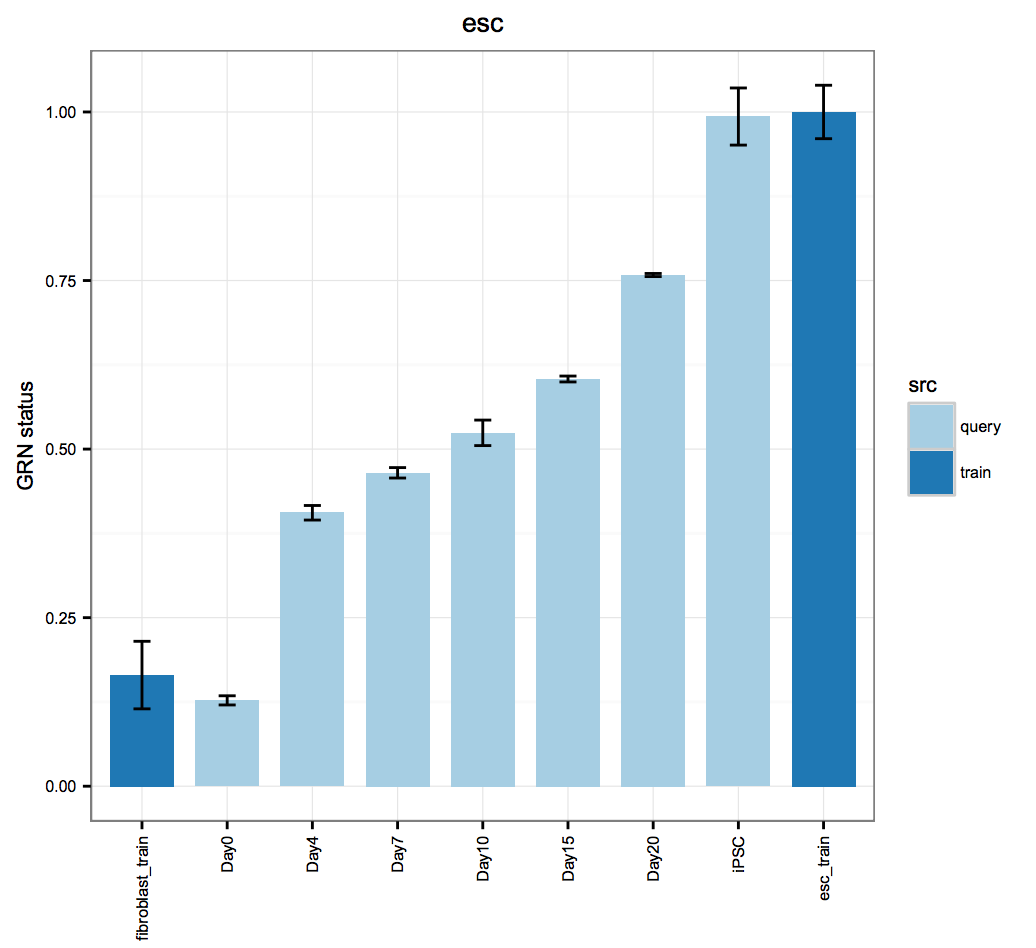 esc
GRN status
1.00
0.75
0.50
0.25
0.00
fibroblast_train
Day0
Day4
Day7
Day10
Day15
Day20
iPSC
esc_train
src
query
train